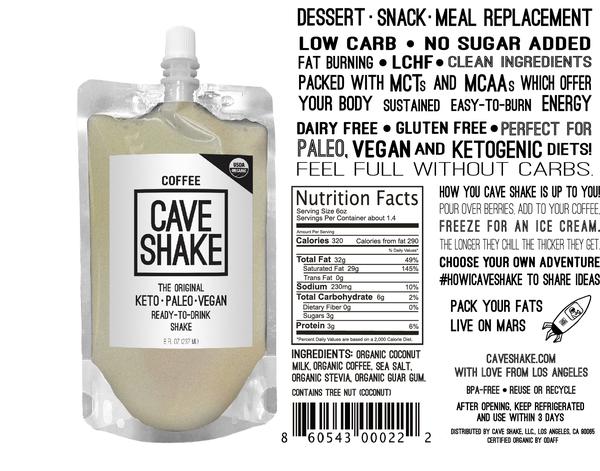 USDA
ORGANIC
COFFEE
CAVE
SHAKE
THE ORIGINAL
KETO · PALEO · VEGAN
READY-TO-DRINK
SHAKE
8 FL OZ (237 ML)
DESSERT · SNACK · MEAL REPLACEMENT
LOW CARB • NO SUGAR ADDED
FAT BURNING • LCHF • CLEAN INGREDIENTS
PACKED WITH MCTs AND MCAAs WHICH OFFER
YOUR BODY SUSTAINED EASY-TO-BURN ENERGY
DAIRY FREE • GLUTEN FREE • PERFECT FOR
PALEO, VEGAN AND KETOGENIC DIETS!
FEEL FULL WITHOUT CARBS.
Nutrition Facts
Serving Size 6oz
Servings Per Container about 1.4
Amount Per Serving
Calories 320 Calories from fat 290
% Daily Values*
Total Fat 32g 49%
Saturated Fat 29g 145%
Trans Fat 0g
Sodium 230mg 10%
Total Carbohydrate 6g 2%
Dietary Fiber 0g 0%
Sugars 3g
Protein 3g 6%
*Percent Daily Values are based on a 2,000 Calorie Diet.
INGREDIENTS: ORGANIC COCONUT
MILK, ORGANIC COFFEE, SEA SALT,
ORGANIC STEVIA, ORGANIC GUAR GUM.
CONTAINS TREE NUT (COCONUT)
8 60543 00022 2
HOW YOU CAVE SHAKE IS UP TO YOU!
POUR OVER BERRIES, ADD TO YOUR COFFEE,
FREEZE FOR AN ICE CREAM.
THE LONGER THEY CHILL THE THICKER THEY GET.
CHOOSE YOUR OWN ADVENTURE
#HOWICAVESHAKE TO SHARE IDEAS
PACK YOUR FATS
LIVE ON MARS
CAVESHAKE.COM
WITH LOVE FROM LOS ANGELES
BPA-FREE • REUSE OR RECYCLE
AFTER OPENING, KEEP REFRIGERATED
AND USE WITHIN 3 DAYS
DISTRIBUTED BY CAVE SHAKE, LLC., LOS ANGELES, CA 90065
CERTIFIED ORGANIC BY ODAFF